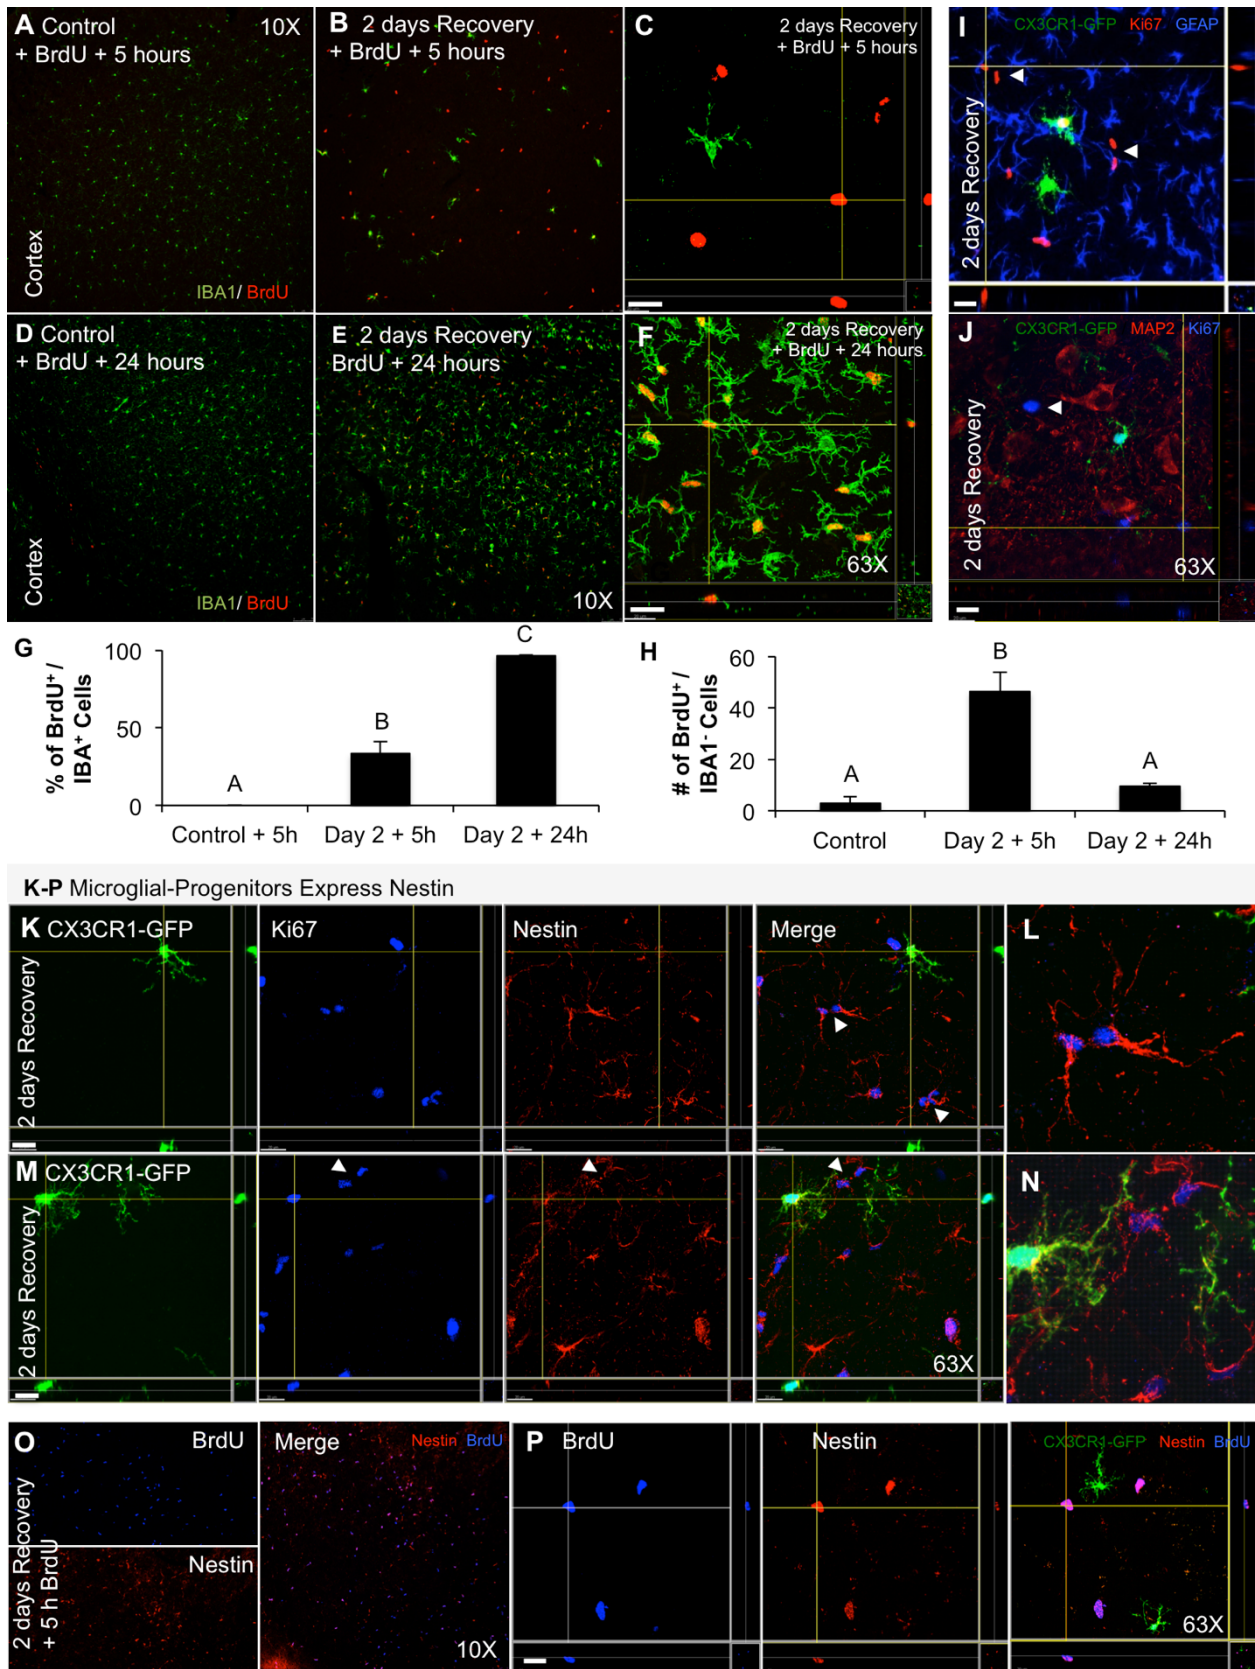 A Control
+ BrdU + 5 hours
10X
Cortex
IBA1/ BrdU
B 2 days Recovery
+ BrdU + 5 hours
C 2 days Recovery
+ BrdU + 5 hours
I CX3CR1-GFP Ki67 GFAP
2 days Recovery
D Control
+ BrdU + 24 hours
Cortex
IBA1/ BrdU
E 2 days Recovery
BrdU + 24 hours
10X
F 2 days Recovery
+ BrdU + 24 hours
63X
J CX3CR1-GFP MAP2 Ki67
2 days Recovery
63X
G
% of BrdU⁺ /
IBA⁺ Cells
100
50
0
A
B
C
Control + 5h
Day 2 + 5h
Day 2 + 24h
H
# of BrdU⁺ /
IBA1⁻ Cells
60
40
20
0
A
B
A
Control
Day 2 + 5h
Day 2 + 24h
K-P Microglial-Progenitors Express Nestin
K CX3CR1-GFP
2 days Recovery
Ki67
Nestin
Merge
L
M CX3CR1-GFP
2 days Recovery
63X
N
O
BrdU
2 days Recovery
+ 5 h BrdU
Nestin
Merge
Nestin BrdU
10X
P BrdU
Nestin
CX3CR1-GFP Nestin BrdU
63X